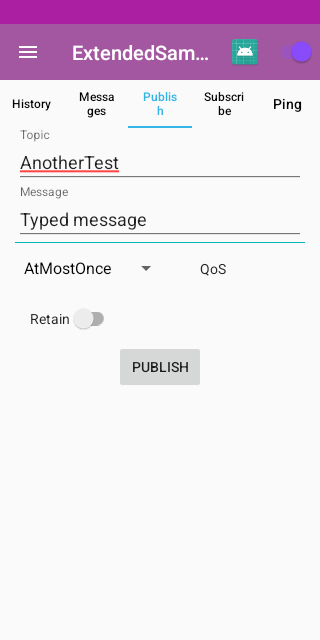 ExtendedSam...
History
Messa
ges
Publis
h
Subscri
be
Ping
Topic
AnotherTest
Message
Typed message
AtMostOnce
QoS
Retain
PUBLISH